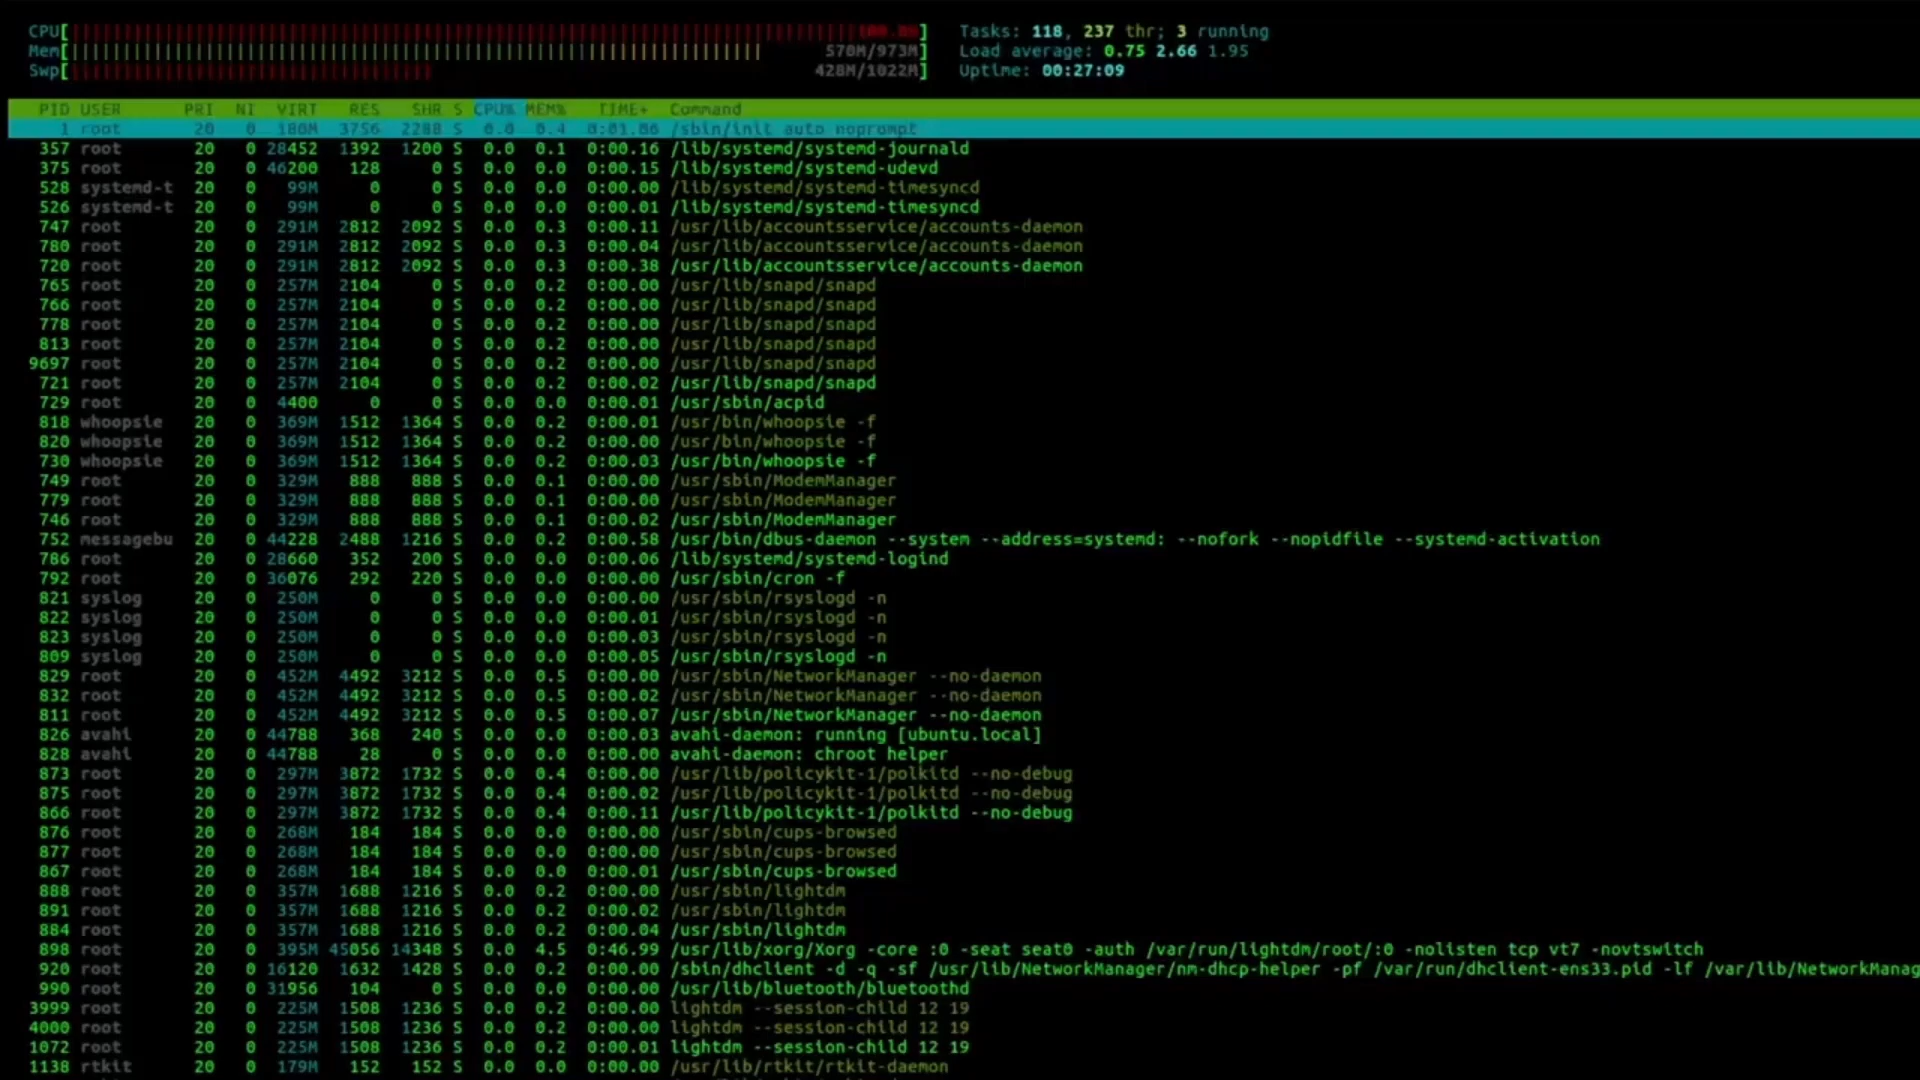 CPU[100.0%] Tasks: 118, 237 thr; 3 running
Mem[570M/973M] Load average: 0.75 2.66 1.95
Swp[428M/1022M] Uptime: 00:27:09
PID USER PRI NI VIRT RES SHR S CPU% MEM% TIME+ Command
1 root 20 0 180M 3756 2288 S 0.0 0.4 0:01.86 /sbin/init auto noprompt
357 root 20 0 28452 1392 1200 S 0.0 0.1 0:00.16 /lib/systemd/systemd-journald
375 root 20 0 46200 128 0 S 0.0 0.0 0:00.15 /lib/systemd/systemd-udevd
528 systemd-t 20 0 99M 0 0 S 0.0 0.0 0:00.00 /lib/systemd/systemd-timesyncd
526 systemd-t 20 0 99M 0 0 S 0.0 0.0 0:00.01 /lib/systemd/systemd-timesyncd
747 root 20 0 291M 2812 2092 S 0.0 0.3 0:00.11 /usr/lib/accountsservice/accounts-daemon
780 root 20 0 291M 2812 2092 S 0.0 0.3 0:00.04 /usr/lib/accountsservice/accounts-daemon
720 root 20 0 291M 2812 2092 S 0.0 0.3 0:00.38 /usr/lib/accountsservice/accounts-daemon
765 root 20 0 257M 2104 0 S 0.0 0.2 0:00.00 /usr/lib/snapd/snapd
766 root 20 0 257M 2104 0 S 0.0 0.2 0:00.00 /usr/lib/snapd/snapd
778 root 20 0 257M 2104 0 S 0.0 0.2 0:00.00 /usr/lib/snapd/snapd
813 root 20 0 257M 2104 0 S 0.0 0.2 0:00.00 /usr/lib/snapd/snapd
9697 root 20 0 257M 2104 0 S 0.0 0.2 0:00.00 /usr/lib/snapd/snapd
721 root 20 0 257M 2104 0 S 0.0 0.2 0:00.02 /usr/lib/snapd/snapd
729 root 20 0 4400 0 0 S 0.0 0.0 0:00.01 /usr/sbin/acpid
818 whoopsie 20 0 369M 1512 1364 S 0.0 0.2 0:00.01 /usr/bin/whoopsie -f
820 whoopsie 20 0 369M 1512 1364 S 0.0 0.2 0:00.00 /usr/bin/whoopsie -f
730 whoopsie 20 0 369M 1512 1364 S 0.0 0.2 0:00.03 /usr/bin/whoopsie -f
749 root 20 0 329M 888 888 S 0.0 0.1 0:00.00 /usr/sbin/ModemManager
779 root 20 0 329M 888 888 S 0.0 0.1 0:00.00 /usr/sbin/ModemManager
746 root 20 0 329M 888 888 S 0.0 0.1 0:00.02 /usr/sbin/ModemManager
752 messagebu 20 0 44228 2488 1216 S 0.0 0.2 0:00.58 /usr/bin/dbus-daemon --system --address=systemd: --nofork --nopidfile --systemd-activation
786 root 20 0 28660 352 200 S 0.0 0.0 0:00.06 /lib/systemd/systemd-logind
792 root 20 0 36076 292 220 S 0.0 0.0 0:00.00 /usr/sbin/cron -f
821 syslog 20 0 250M 0 0 S 0.0 0.0 0:00.00 /usr/sbin/rsyslogd -n
822 syslog 20 0 250M 0 0 S 0.0 0.0 0:00.01 /usr/sbin/rsyslogd -n
823 syslog 20 0 250M 0 0 S 0.0 0.0 0:00.03 /usr/sbin/rsyslogd -n
809 syslog 20 0 250M 0 0 S 0.0 0.0 0:00.05 /usr/sbin/rsyslogd -n
829 root 20 0 452M 4492 3212 S 0.0 0.5 0:00.00 /usr/sbin/NetworkManager --no-daemon
832 root 20 0 452M 4492 3212 S 0.0 0.5 0:00.02 /usr/sbin/NetworkManager --no-daemon
811 root 20 0 452M 4492 3212 S 0.0 0.5 0:00.07 /usr/sbin/NetworkManager --no-daemon
826 avahi 20 0 44788 368 240 S 0.0 0.0 0:00.03 avahi-daemon: running [ubuntu.local]
828 avahi 20 0 44788 28 0 S 0.0 0.0 0:00.00 avahi-daemon: chroot helper
873 root 20 0 297M 3872 1732 S 0.0 0.4 0:00.00 /usr/lib/policykit-1/polkitd --no-debug
875 root 20 0 297M 3872 1732 S 0.0 0.4 0:00.02 /usr/lib/policykit-1/polkitd --no-debug
866 root 20 0 297M 3872 1732 S 0.0 0.4 0:00.11 /usr/lib/policykit-1/polkitd --no-debug
876 root 20 0 268M 184 184 S 0.0 0.0 0:00.00 /usr/sbin/cups-browsed
877 root 20 0 268M 184 184 S 0.0 0.0 0:00.00 /usr/sbin/cups-browsed
867 root 20 0 268M 184 184 S 0.0 0.0 0:00.01 /usr/sbin/cups-browsed
888 root 20 0 357M 1688 1216 S 0.0 0.2 0:00.00 /usr/sbin/lightdm
891 root 20 0 357M 1688 1216 S 0.0 0.2 0:00.02 /usr/sbin/lightdm
884 root 20 0 357M 1688 1216 S 0.0 0.2 0:00.04 /usr/sbin/lightdm
898 root 20 0 395M 45056 14348 S 0.0 4.5 0:46.99 /usr/lib/xorg/Xorg -core :0 -seat seat0 -auth /var/run/lightdm/root/:0 -nolisten tcp vt7 -novtswitch
920 root 20 0 16120 1632 1428 S 0.0 0.2 0:00.00 /sbin/dhclient -d -q -sf /usr/lib/NetworkManager/nm-dhcp-helper -pf /var/run/dhclient-ens33.pid -lf /var/lib/NetworkManag
990 root 20 0 31956 104 0 S 0.0 0.0 0:00.00 /usr/lib/bluetooth/bluetoothd
3999 root 20 0 225M 1508 1236 S 0.0 0.2 0:00.00 lightdm --session-child 12 19
4000 root 20 0 225M 1508 1236 S 0.0 0.2 0:00.00 lightdm --session-child 12 19
1072 root 20 0 225M 1508 1236 S 0.0 0.2 0:00.01 lightdm --session-child 12 19
1138 rtkit 20 0 179M 152 152 S 0.0 0.0 0:00.00 /usr/lib/rtkit/rtkit-daemon